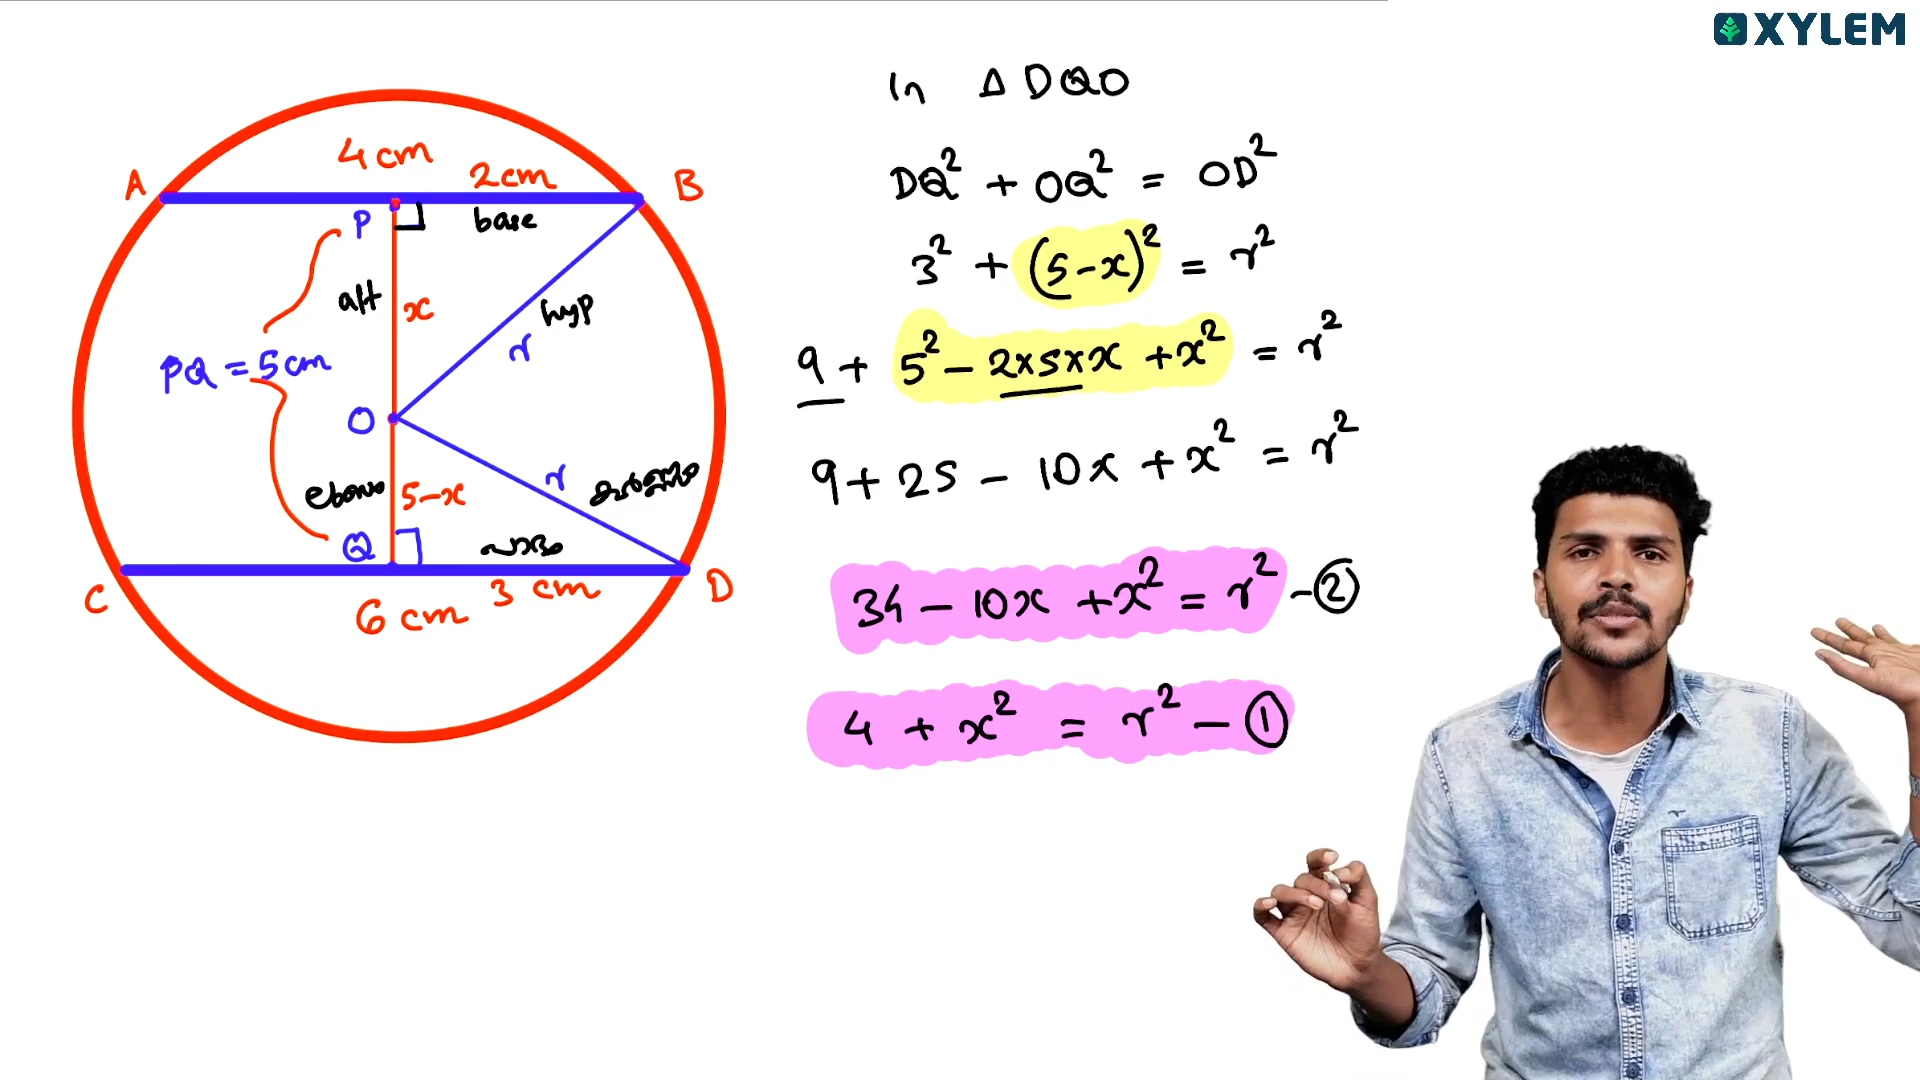 XYLEM
4 cm
A
2cm
B
P
base
alt
x
hyp
r
PQ = 5cm
O
r
കർണ്ണം
ലംബം
5-x
Q
പാദം
C
6 cm
3 cm
D
In Δ DQO
DQ² + OQ² = OD²
3² + (5-x)² = r²
9 + 5² - 2×5×x + x² = r²
9 + 25 - 10x + x² = r²
34 - 10x + x² = r² - ②
4 + x² = r² - ①